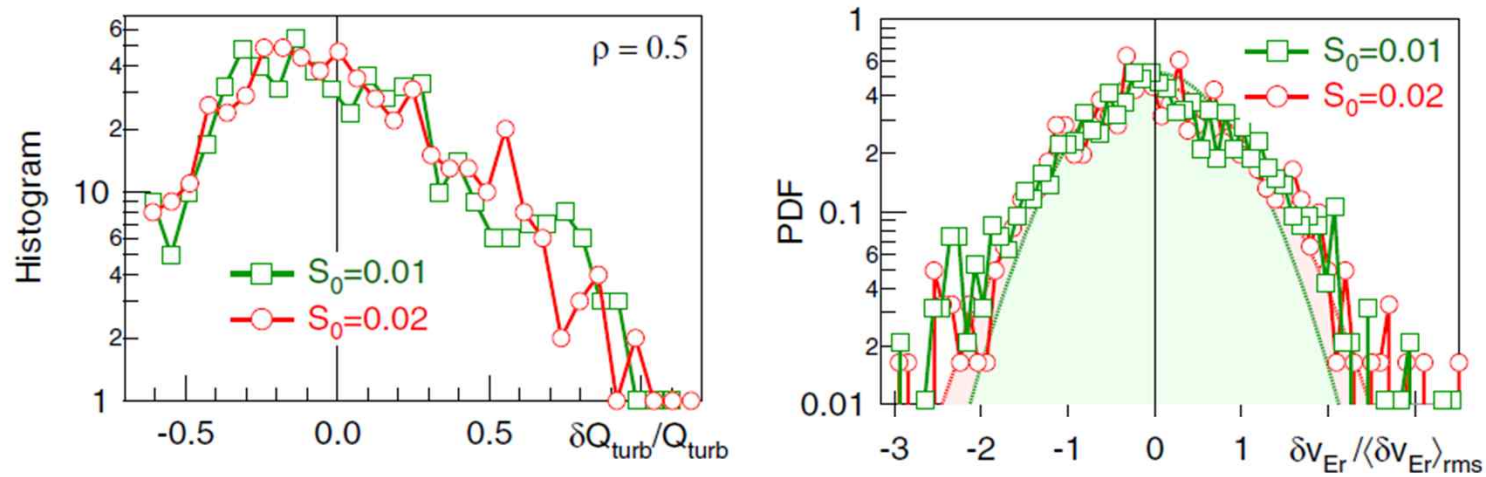 Histogram
6
4
2
10
8
6
4
2
1
-0.5
0.0
0.5
δQturb/Qturb
ρ = 0.5
S0=0.01
S0=0.02
PDF
1
6
4
2
0.1
6
4
2
0.01
-3
-2
-1
0
1
δvEr/⟨δvEr⟩rms
S0=0.01
S0=0.02